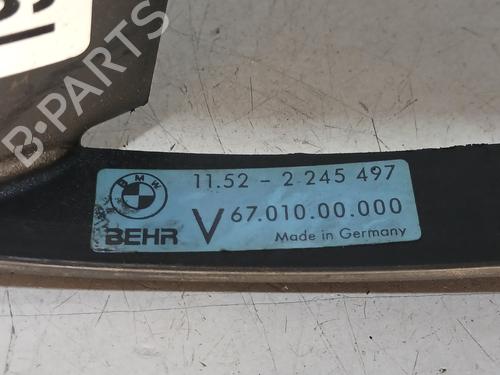 B-PARTS
BMW
11.52 - 2 245 497
BEHR V 67.010.00.000
Made in Germany